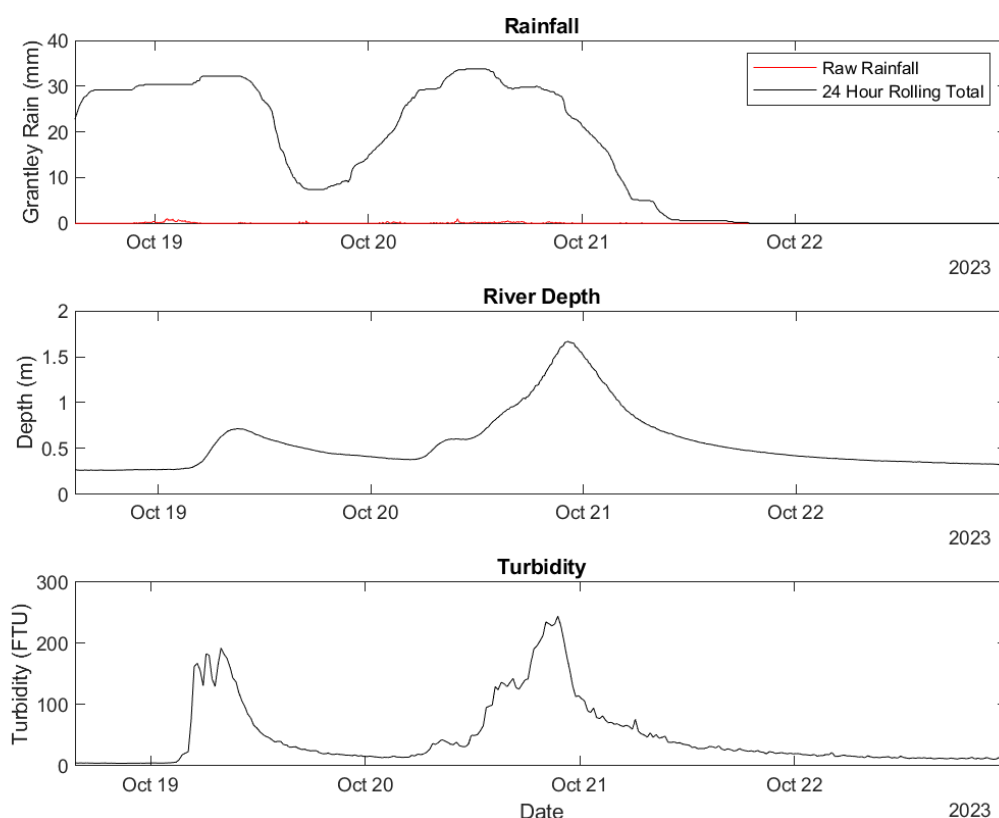 Rainfall
Grantley Rain (mm)
40
30
20
10
0
Raw Rainfall
24 Hour Rolling Total
Oct 19 Oct 20 Oct 21 Oct 22
2023
River Depth
Depth (m)
2
1.5
1
0.5
0
Oct 19 Oct 20 Oct 21 Oct 22
2023
Turbidity
Turbidity (FTU)
300
200
100
0
Oct 19 Oct 20 Oct 21 Oct 22
Date
2023